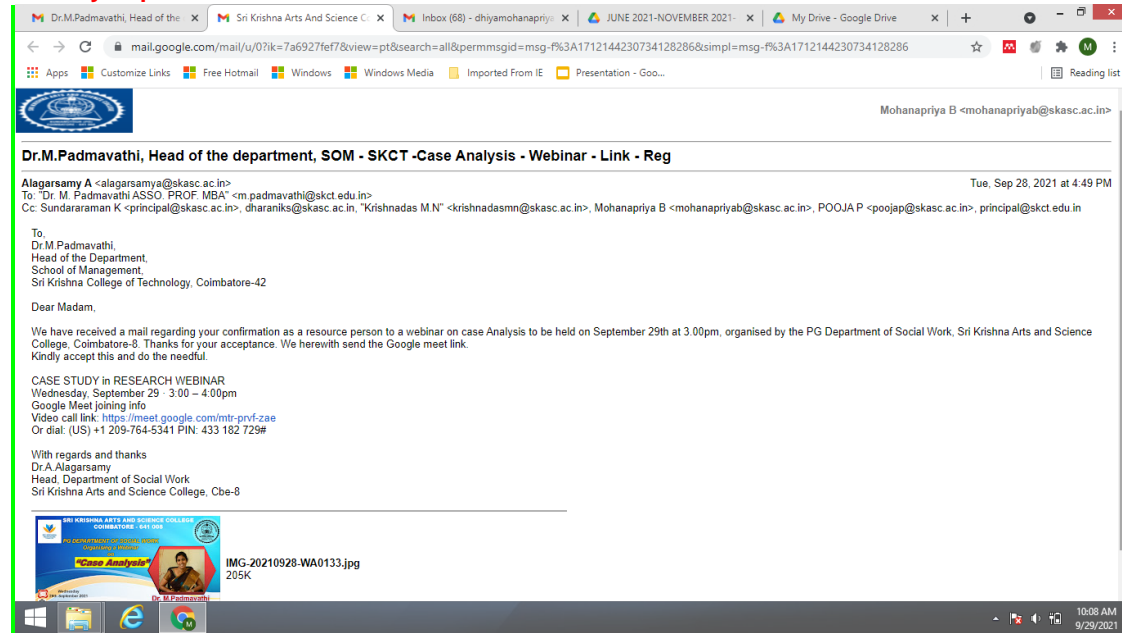 Dr.M.Padmavathi, Head of the
Sri Krishna Arts And Science Co
Inbox (68) - dhiyamohanapriya
JUNE 2021-NOVEMBER 2021-
My Drive - Google Drive
mail.google.com/mail/u/0?ik=7a6927fef7&view=pt&search=all&permmsgid=msg-f%3A1712144230734128286&simpl=msg-f%3A1712144230734128286
M
Apps Customize Links Free Hotmail Windows Windows Media Imported From IE Presentation - Goo... Reading list
Mohanapriya B <mohanapriyab@skasc.ac.in>
Dr.M.Padmavathi, Head of the department, SOM - SKCT -Case Analysis - Webinar - Link - Reg
Alagarsamy A <alagarsamya@skasc.ac.in> Tue, Sep 28, 2021 at 4:49 PM
To: "Dr. M. Padmavathi ASSO. PROF. MBA" <m.padmavathi@skct.edu.in>
Cc: Sundararaman K <principal@skasc.ac.in>, dharaniks@skasc.ac.in, "Krishnadas M.N" <krishnadasmn@skasc.ac.in>, Mohanapriya B <mohanapriyab@skasc.ac.in>, POOJA P <poojap@skasc.ac.in>, principal@skct.edu.in
To,
Dr.M.Padmavathi,
Head of the Department,
School of Management,
Sri Krishna College of Technology, Coimbatore-42
Dear Madam,
We have received a mail regarding your confirmation as a resource person to a webinar on case Analysis to be held on September 29th at 3.00pm, organised by the PG Department of Social Work, Sri Krishna Arts and Science
College, Coimbatore-8. Thanks for your acceptance. We herewith send the Google meet link.
Kindly accept this and do the needful.
CASE STUDY in RESEARCH WEBINAR
Wednesday, September 29 · 3:00 – 4:00pm
Google Meet joining info
Video call link: https://meet.google.com/mtr-prvf-zae
Or dial: (US) +1 209-764-5341 PIN: 433 182 729#
With regards and thanks
Dr.A.Alagarsamy
Head, Department of Social Work
Sri Krishna Arts and Science College, Cbe-8
SRI KRISHNA ARTS AND SCIENCE COLLEGE
COIMBATORE - 641 008
PG DEPARTMENT OF SOCIAL WORK
Organising a Webinar
on
"Case Analysis"
Wednesday
Dr. M.Padmavathi
IMG-20210928-WA0133.jpg
205K
10:08 AM
9/29/2021